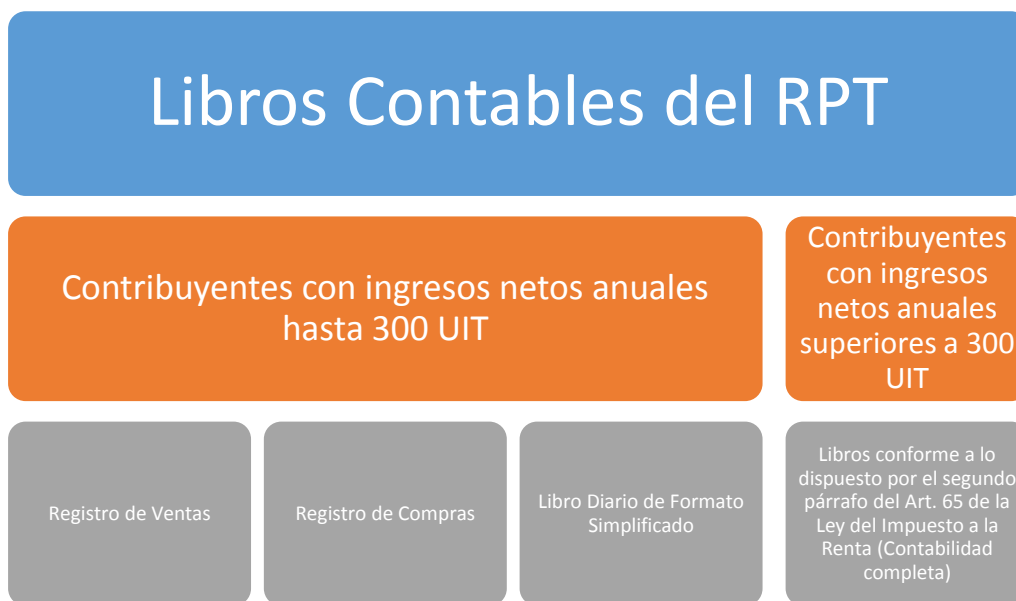 Libros Contables del RPT
Contribuyentes con ingresos netos anuales
hasta 300 UIT
Contribuyentes
con ingresos
netos anuales
superiores a 300
UIT
Registro de Ventas
Registro de Compras
Libro Diario de Formato
Simplificado
Libros conforme a lo
dispuesto por el segundo
párrafo del Art. 65 de la
Ley del Impuesto a la
Renta (Contabilidad
completa)